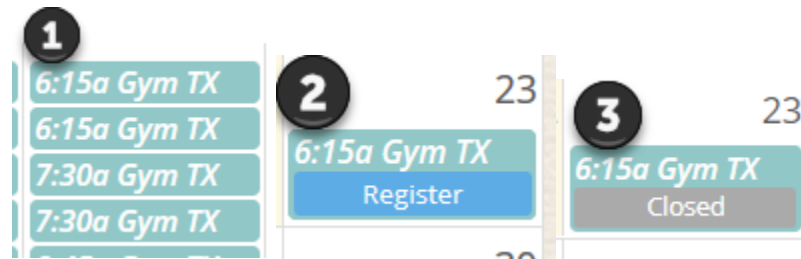 1
6:15a Gym TX
6:15a Gym TX
7:30a Gym TX
7:30a Gym TX
2
23
6:15a Gym TX
Register
3
23
6:15a Gym TX
Closed